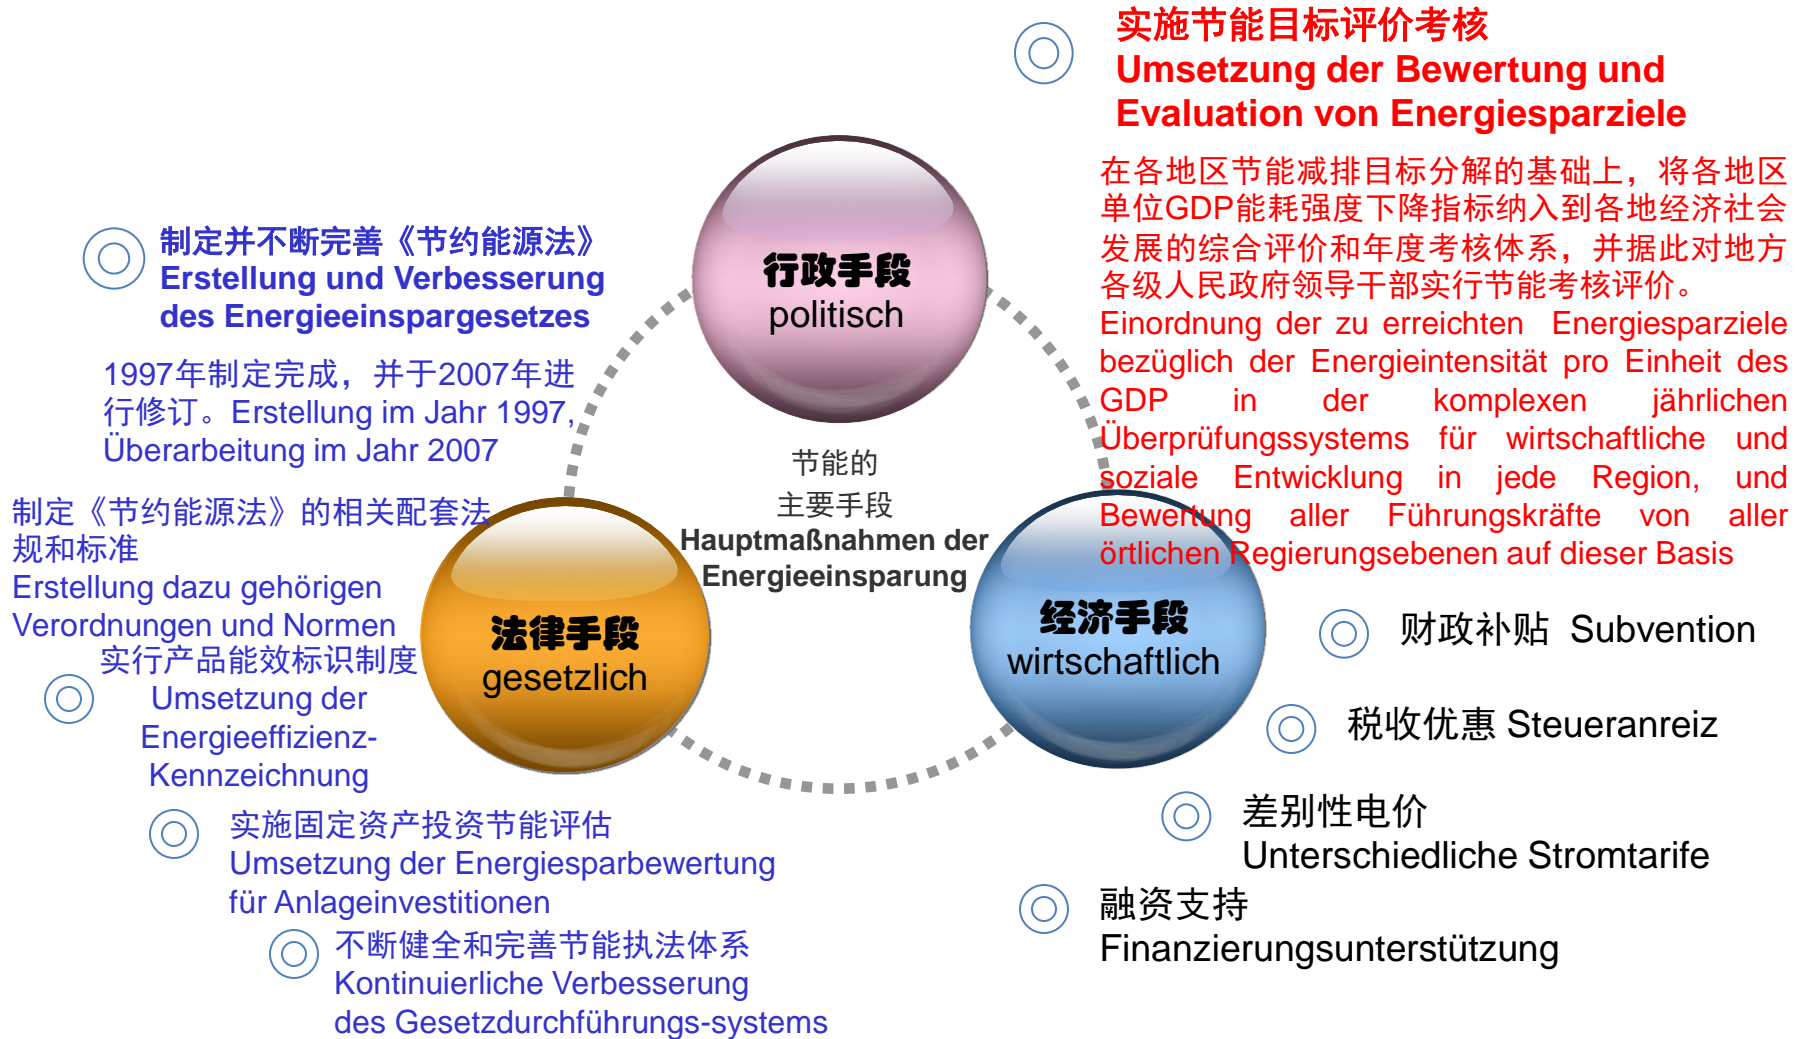 实施节能目标评价考核
Umsetzung der Bewertung und
Evaluation von Energiesparziele
在各地区节能减排目标分解的基础上，将各地区
单位GDP能耗强度下降指标纳入到各地经济社会
发展的综合评价和年度考核体系，并据此对地方
各级人民政府领导干部实行节能考核评价。
Einordnung der zu erreichten Energiesparziele
bezüglich der Energieintensität pro Einheit des
GDP in der komplexen jährlichen
Überprüfungssystems für wirtschaftliche und
soziale Entwicklung in jede Region, und
Bewertung aller Führungskräfte von aller
örtlichen Regierungsebenen auf dieser Basis
行政手段
politisch
制定并不断完善《节约能源法》
Erstellung und Verbesserung
des Energieeinspargesetzes
1997年制定完成，并于2007年进
行修订。Erstellung im Jahr 1997,
Überarbeitung im Jahr 2007
制定《节约能源法》的相关配套法
规和标准
Erstellung dazu gehörigen
Verordnungen und Normen
实行产品能效标识制度
Umsetzung der
Energieeffizienz-
Kennzeichnung
实施固定资产投资节能评估
Umsetzung der Energiesparbewertung
für Anlageinvestitionen
不断健全和完善节能执法体系
Kontinuierliche Verbesserung
des Gesetzdurchführungs-systems
节能的
主要手段
Hauptmaßnahmen der
Energieeinsparung
法律手段
gesetzlich
经济手段
wirtschaftlich
财政补贴 Subvention
税收优惠 Steueranreiz
差别性电价
Unterschiedliche Stromtarife
融资支持
Finanzierungsunterstützung